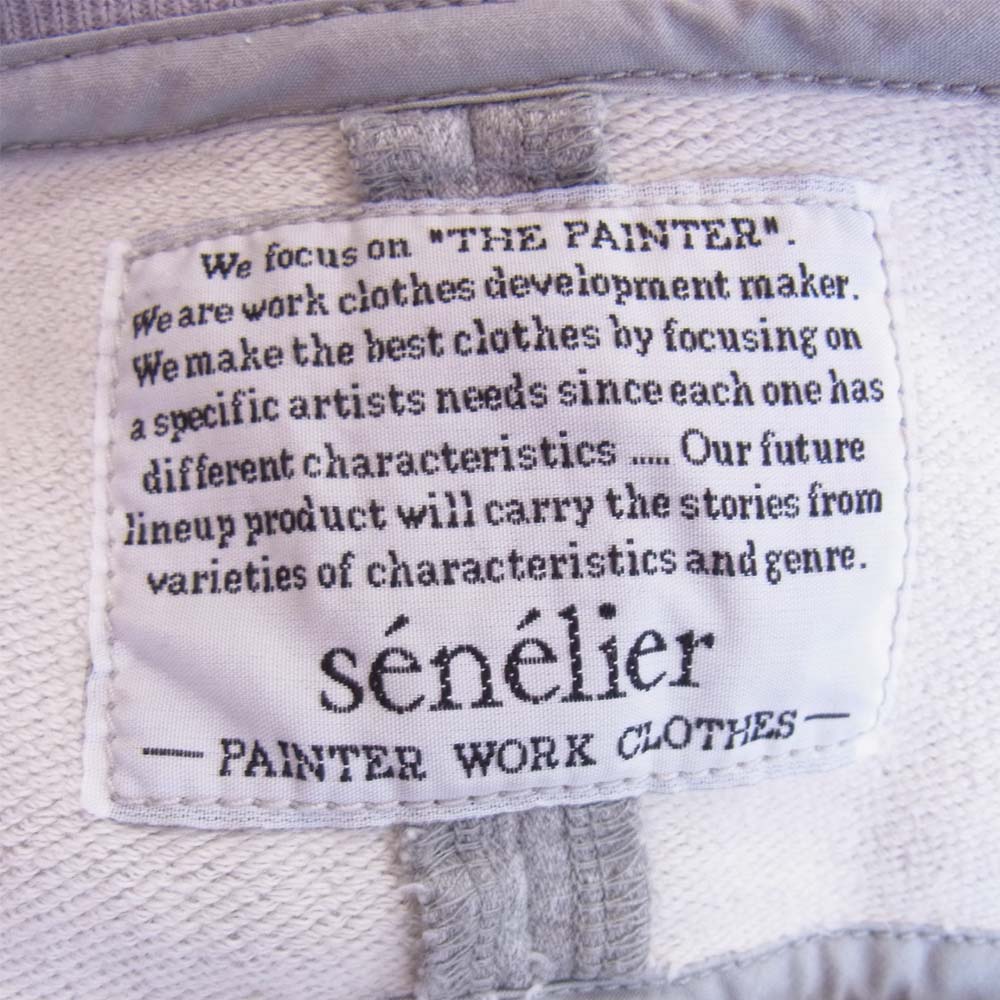 We focus on "THE PAINTER".
We are work clothes development maker.
We make the best clothes by focusing on
a specific artists needs since each one has
different characteristics ..... Our future
lineup product will carry the stories from
varieties of characteristics and genre.
sénélier
— PAINTER WORK CLOTHES —